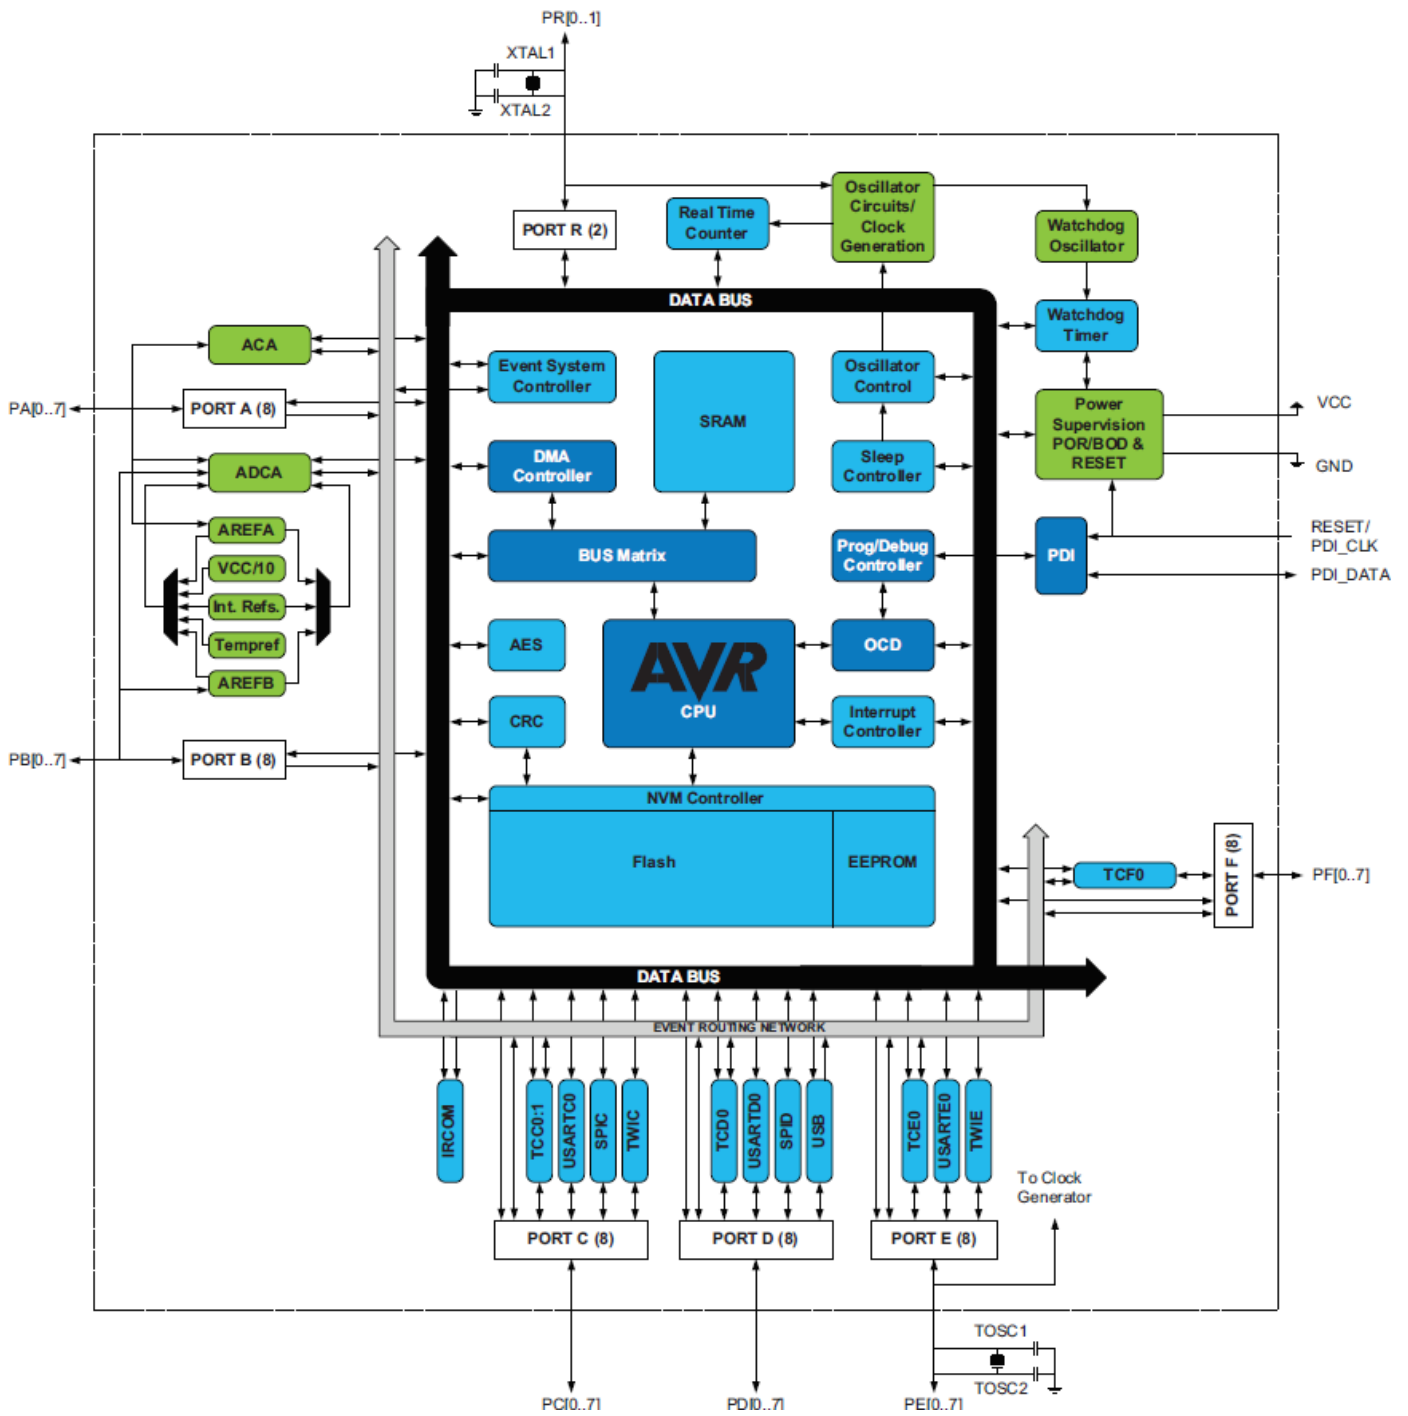 PR[0..1]
XTAL1
XTAL2
Oscillator
Circuits/
Clock
Generation
Real Time
Counter
PORT R (2)
Watchdog
Oscillator
DATA BUS
Watchdog
Timer
ACA
Event System
Controller
SRAM
Oscillator
Control
PA[0..7]
PORT A (8)
Power
Supervision
POR/BOD &
RESET
VCC
GND
ADCA
DMA
Controller
Sleep
Controller
AREFA
VCC/10
Int. Refs.
Tempref
AREFB
BUS Matrix
Prog/Debug
Controller
PDI
RESET/
PDI_CLK
PDI_DATA
AES
AVR
CPU
OCD
CRC
Interrupt
Controller
PB[0..7]
PORT B (8)
NVM Controller
Flash
EEPROM
TCF0
PORT F (8)
PF[0..7]
DATA BUS
EVENT ROUTING NETWORK
IRCOM
TCC0:1
USARTC0
SPIC
TWIC
TCD0
USARTD0
SPID
USB
TCE0
USARTE0
TWIE
To Clock
Generator
PORT C (8)
PORT D (8)
PORT E (8)
TOSC1
TOSC2
PC[0..7]
PD[0..7]
PE[0..7]